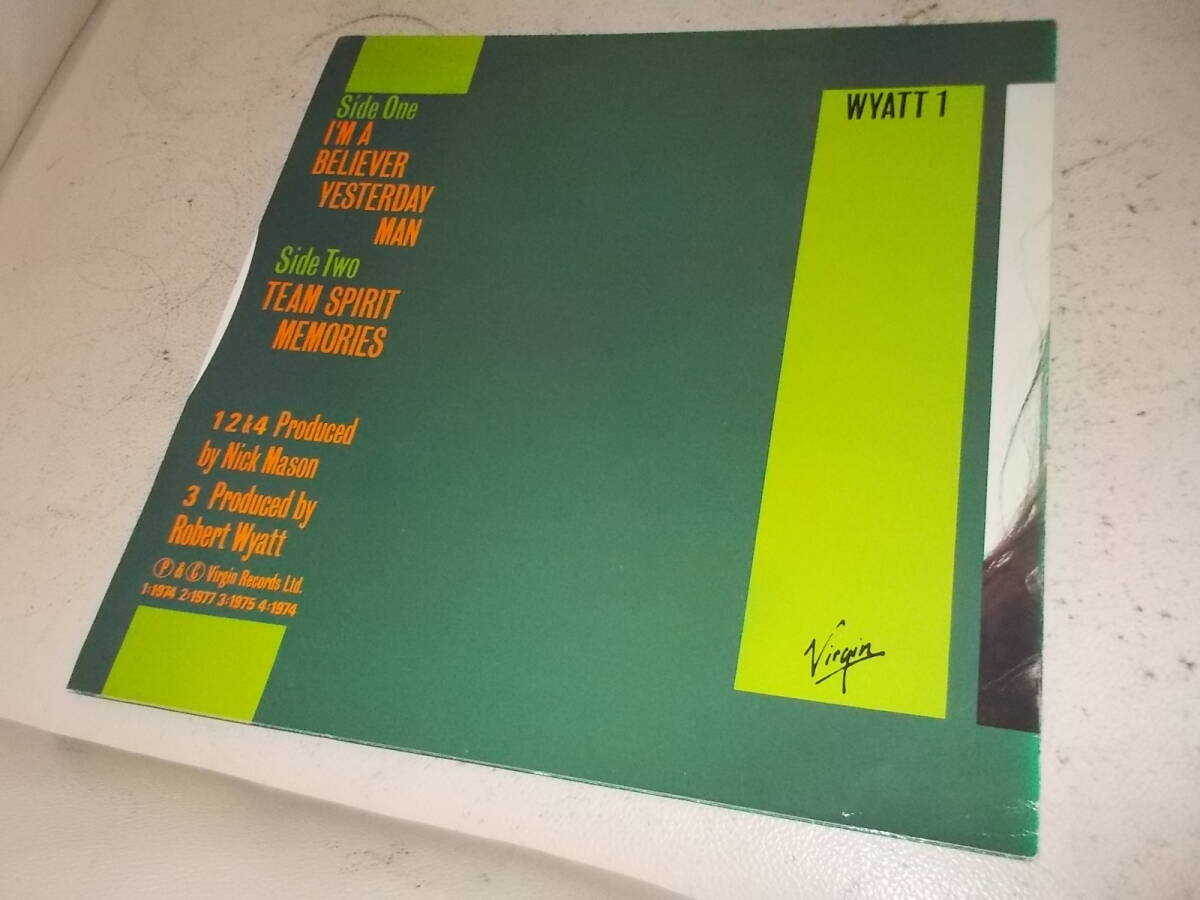 Side One
I'M A
BELIEVER
YESTERDAY
MAN
Side Two
TEAM SPIRIT
MEMORIES
1 2 & 4 Produced
by Nick Mason
3 Produced by
Robert Wyatt
Ⓟ & Ⓒ Virgin Records Ltd.
1:1974 2:1977 3:1975 4:1974
WYATT 1
Virgin